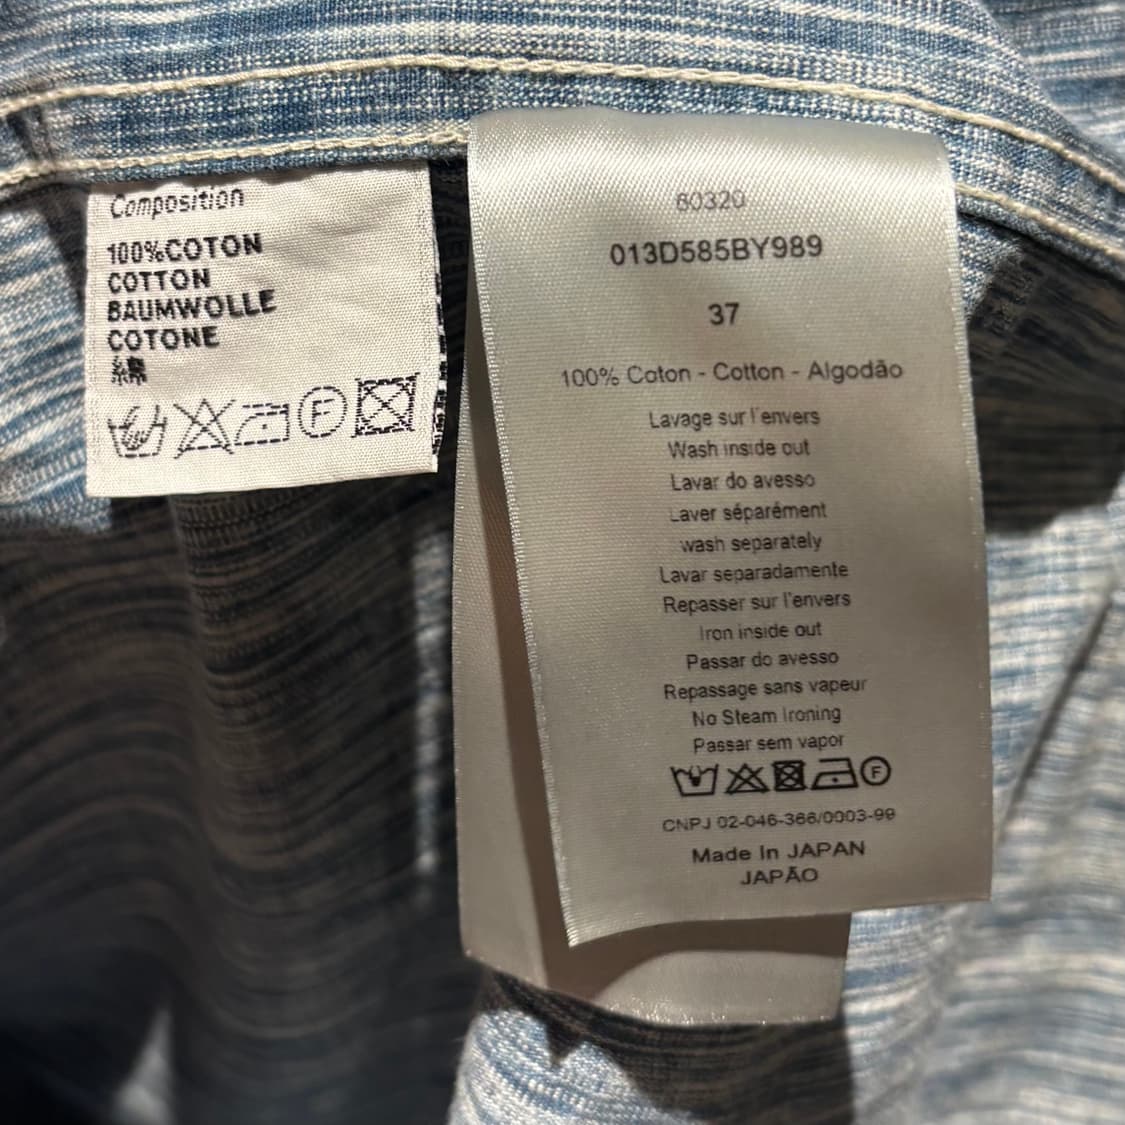 Composition
100%COTON
COTTON
BAUMWOLLE
COTONE
綿
F
60320
013D585BY989
37
100% Coton - Cotton - Algodão
Lavage sur l'envers
Wash inside out
Lavar do avesso
Laver séparément
wash separately
Lavar separadamente
Repasser sur l'envers
Iron inside out
Passar do avesso
Repassage sans vapeur
No Steam Ironing
Passar sem vapor
F
CNPJ 02-046-366/0003-99
Made In JAPAN
JAPÃO